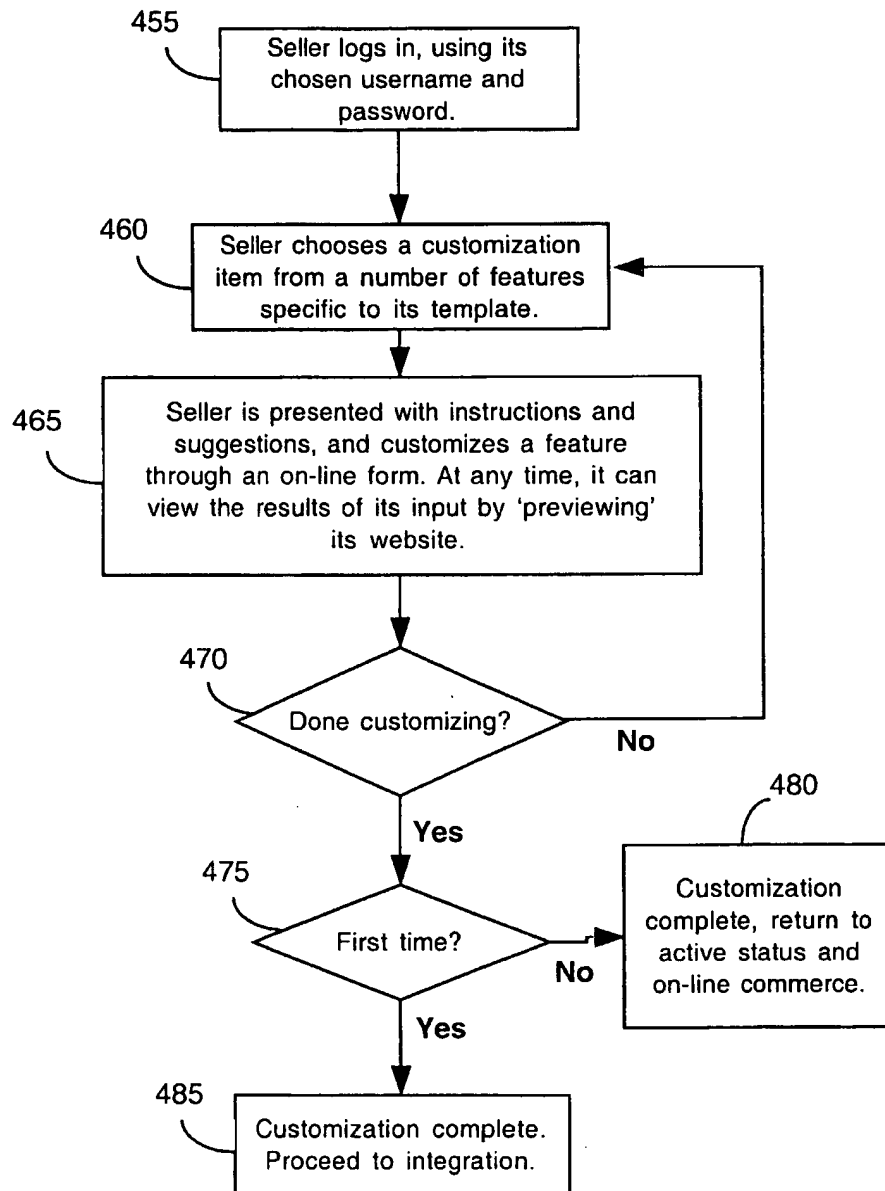 455
Seller logs in, using its
chosen username and
password.
460
Seller chooses a customization
item from a number of features
specific to its template.
465
Seller is presented with instructions and
suggestions, and customizes a feature
through an on-line form. At any time, it can
view the results of its input by ‘previewing’
its website.
470
Done customizing?
No
Yes
475
First time?
No
480
Customization
complete, return to
active status and
on-line commerce.
Yes
485
Customization complete.
Proceed to integration.